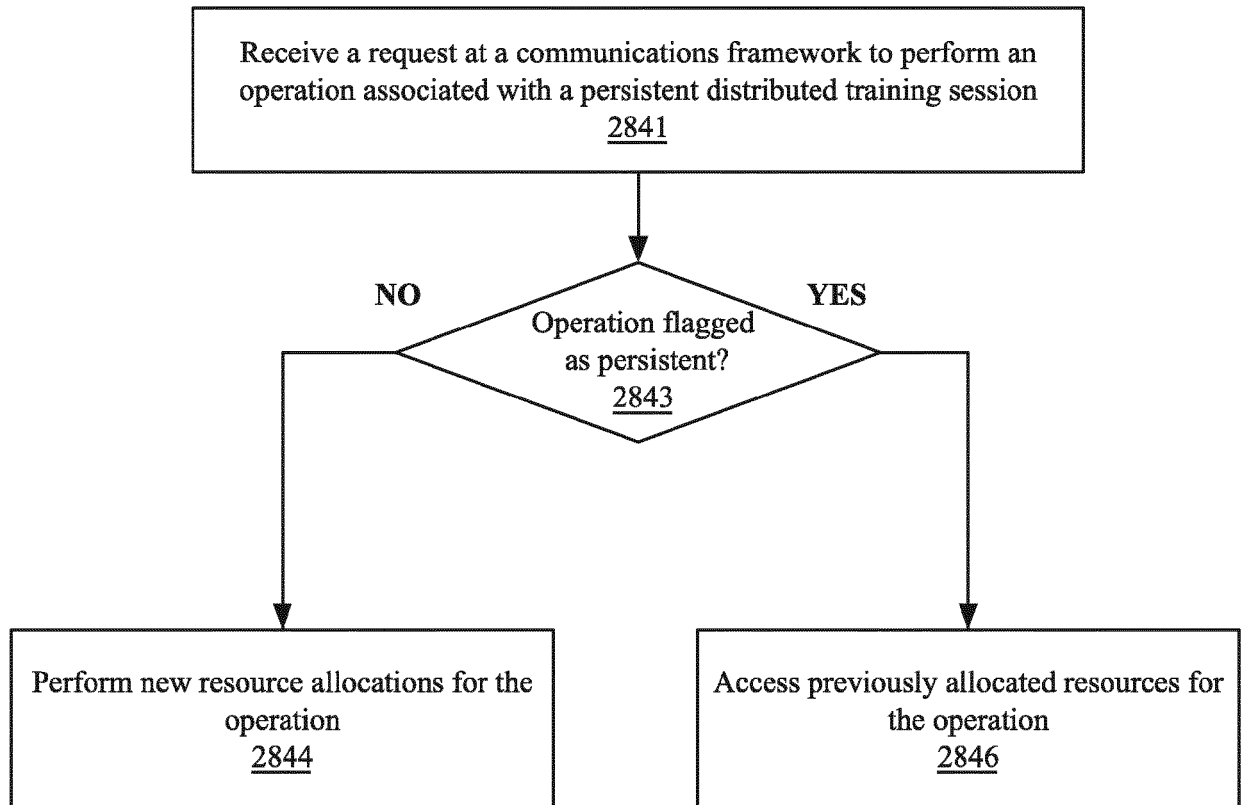 Receive a request at a communications framework to perform an
operation associated with a persistent distributed training session
2841
NO
YES
Operation flagged
as persistent?
2843
Perform new resource allocations for the
operation
2844
Access previously allocated resources for
the operation
2846